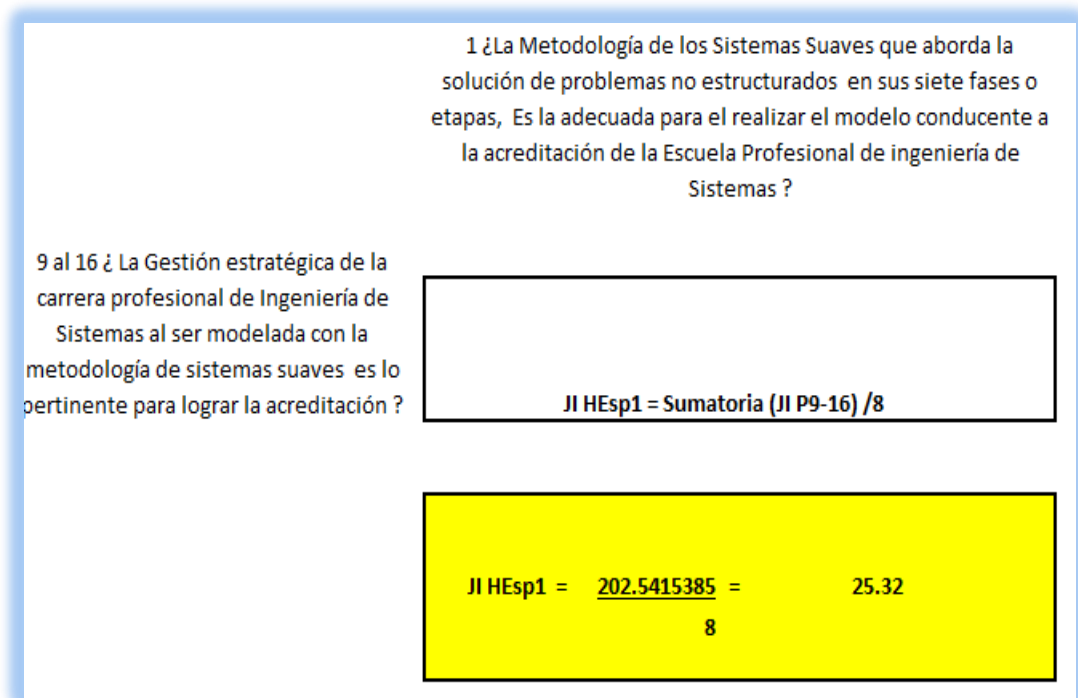 1 ¿La Metodología de los Sistemas Suaves que aborda la
solución de problemas no estructurados en sus siete fases o
etapas, Es la adecuada para el realizar el modelo conducente a
la acreditación de la Escuela Profesional de ingeniería de
Sistemas ?
9 al 16 ¿ La Gestión estratégica de la
carrera profesional de Ingeniería de
Sistemas al ser modelada con la
metodología de sistemas suaves es lo
pertinente para lograr la acreditación ?
JI HEsp1 = Sumatoria (JI P9-16) /8
JI HEsp1 = 202.5415385 = 25.32
8